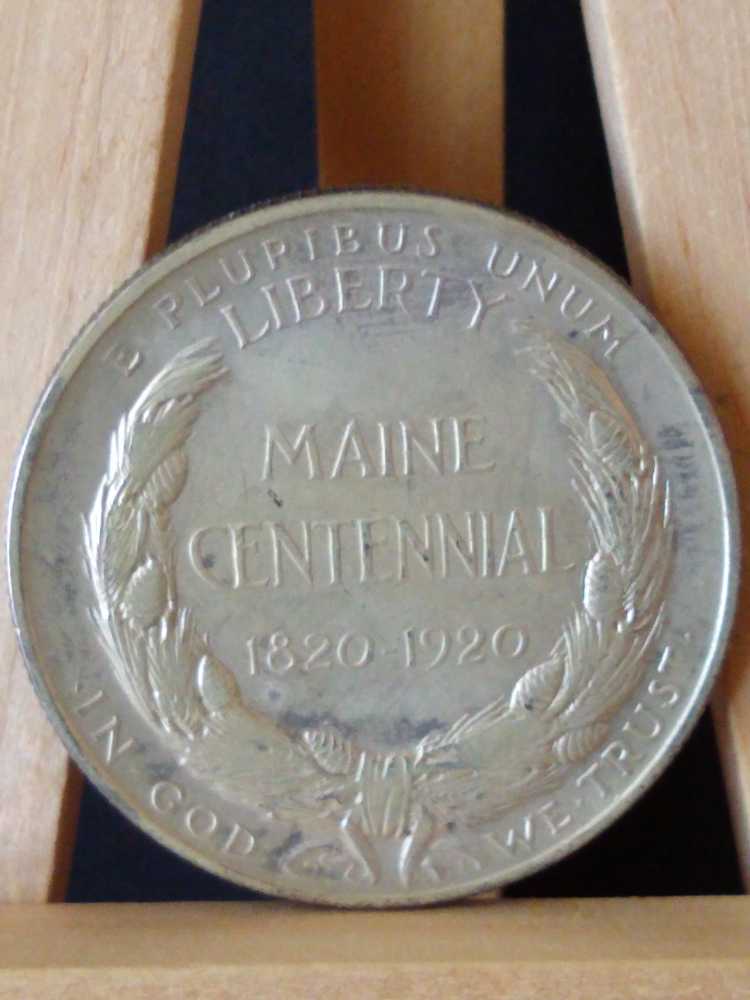 E PLURIBUS UNUM
LIBERTY
MAINE
CENTENNIAL
1820-1920
·IN GOD WE·TRUST·